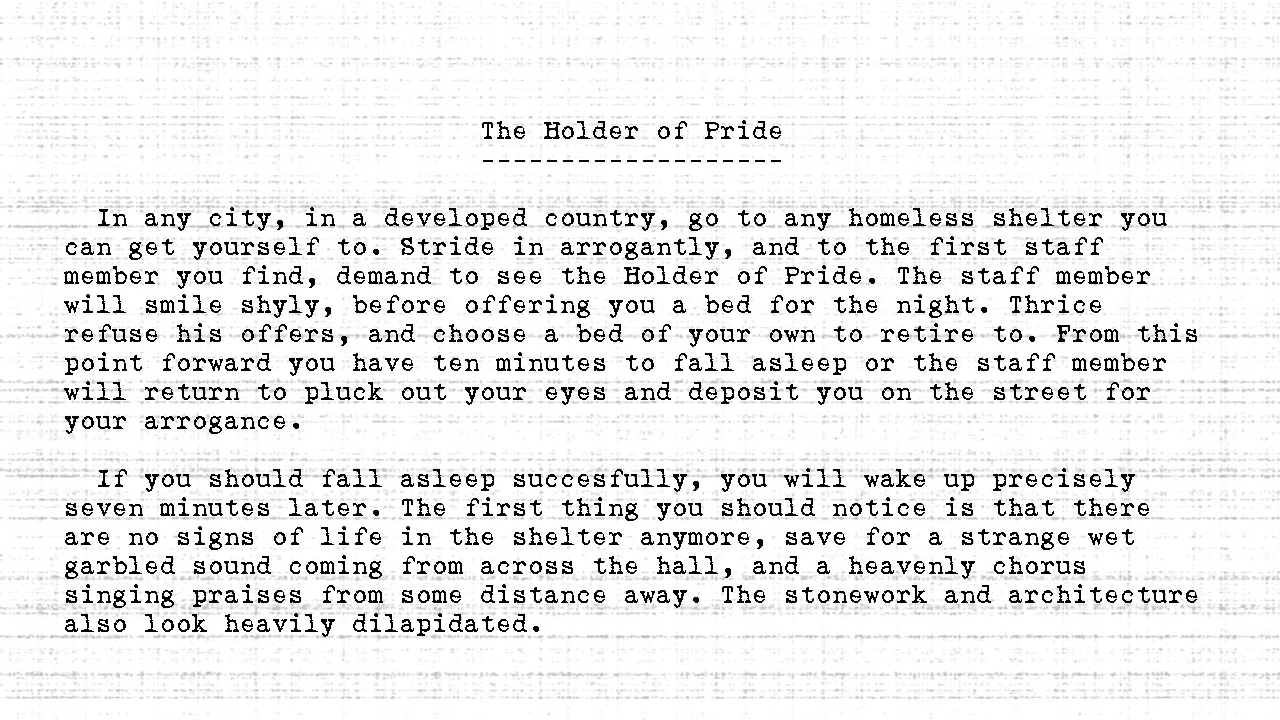 The Holder of Pride
-------------------
In any city, in a developed country, go to any homeless shelter you
can get yourself to. Stride in arrogantly, and to the first staff
member you find, demand to see the Holder of Pride. The staff member
will smile shyly, before offering you a bed for the night. Thrice
refuse his offers, and choose a bed of your own to retire to. From this
point forward you have ten minutes to fall asleep or the staff member
will return to pluck out your eyes and deposit you on the street for
your arrogance.
If you should fall asleep succesfully, you will wake up precisely
seven minutes later. The first thing you should notice is that there
are no signs of life in the shelter anymore, save for a strange wet
garbled sound coming from across the hall, and a heavenly chorus
singing praises from some distance away. The stonework and architecture
also look heavily dilapidated.